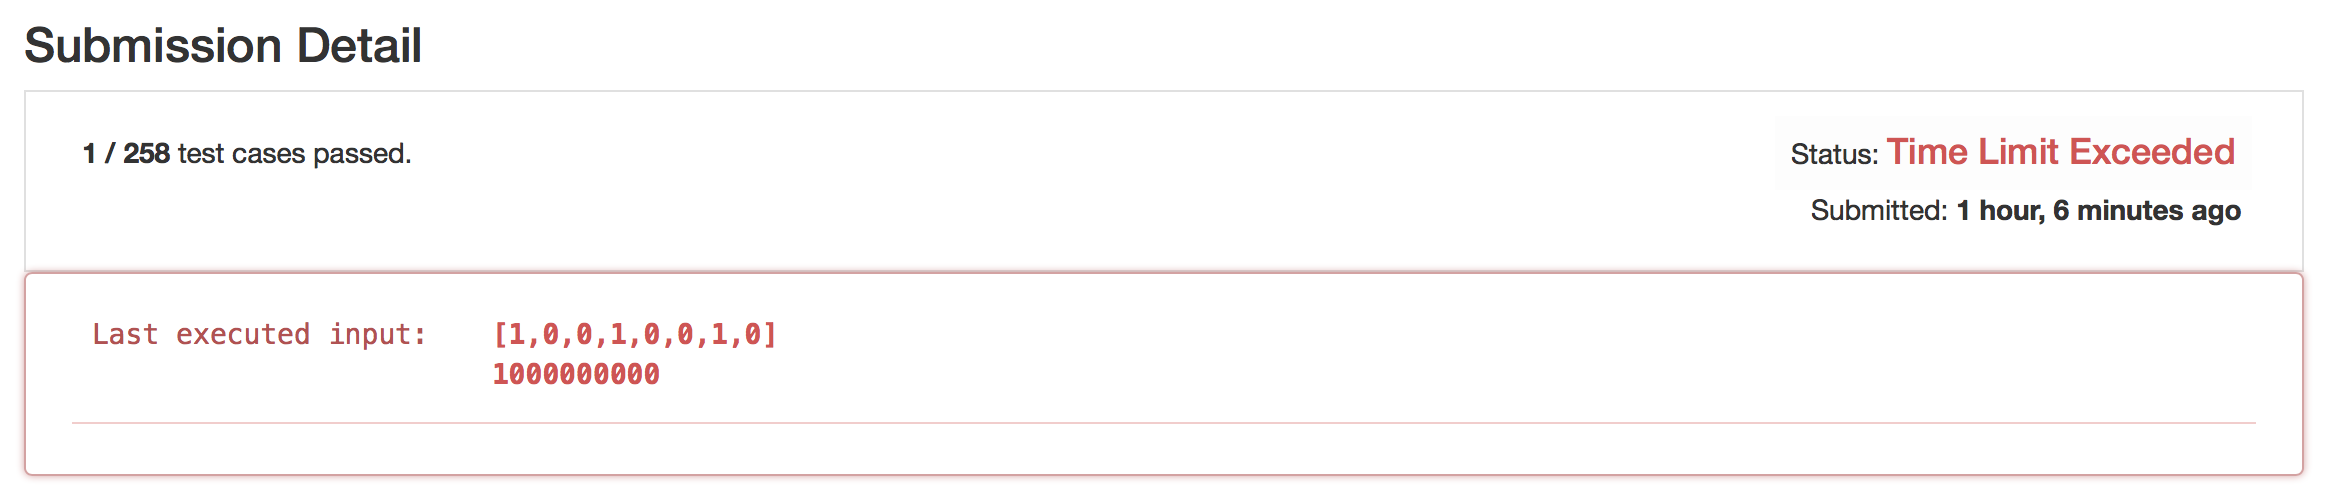 Submission Detail
1 / 258 test cases passed.
Status: Time Limit Exceeded
Submitted: 1 hour, 6 minutes ago
Last executed input: [1,0,0,1,0,0,1,0]
1000000000